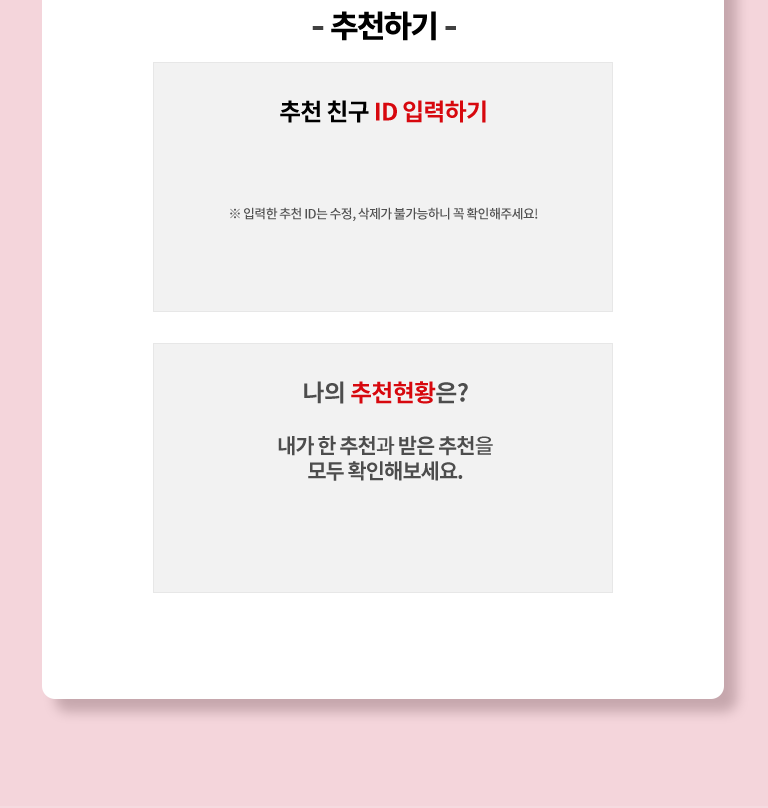 - 추천하기 -
추천 친구 ID 입력하기
※ 입력한 추천 ID는 수정, 삭제가 불가능하니 꼭 확인해주세요!
나의 추천현황은?
내가 한 추천과 받은 추천을
모두 확인해보세요.